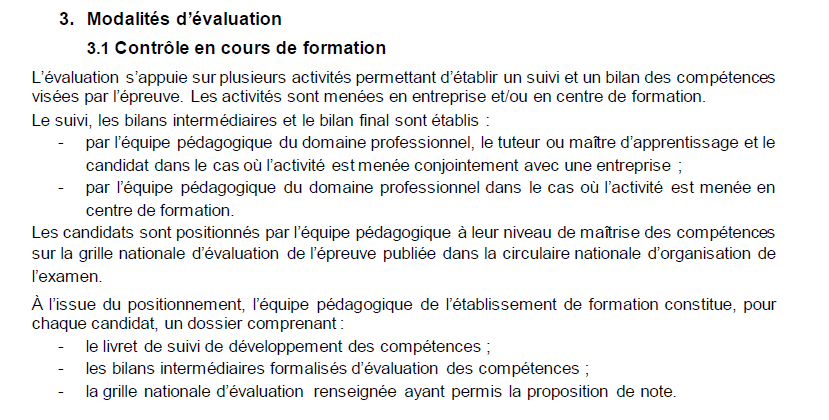 3. Modalités d'évaluation
3.1 Contrôle en cours de formation
L'évaluation s'appuie sur plusieurs activités permettant d'établir un suivi et un bilan des compétences
visées par l'épreuve. Les activités sont menées en entreprise et/ou en centre de formation.
Le suivi, les bilans intermédiaires et le bilan final sont établis :
- par l'équipe pédagogique du domaine professionnel, le tuteur ou maître d'apprentissage et le
candidat dans le cas où l'activité est menée conjointement avec une entreprise ;
- par l'équipe pédagogique du domaine professionnel dans le cas où l'activité est menée en
centre de formation.
Les candidats sont positionnés par l'équipe pédagogique à leur niveau de maîtrise des compétences
sur la grille nationale d'évaluation de l'épreuve publiée dans la circulaire nationale d'organisation de
l'examen.
À l'issue du positionnement, l'équipe pédagogique de l'établissement de formation constitue, pour
chaque candidat, un dossier comprenant :
- le livret de suivi de développement des compétences ;
- les bilans intermédiaires formalisés d'évaluation des compétences ;
- la grille nationale d'évaluation renseignée ayant permis la proposition de note.